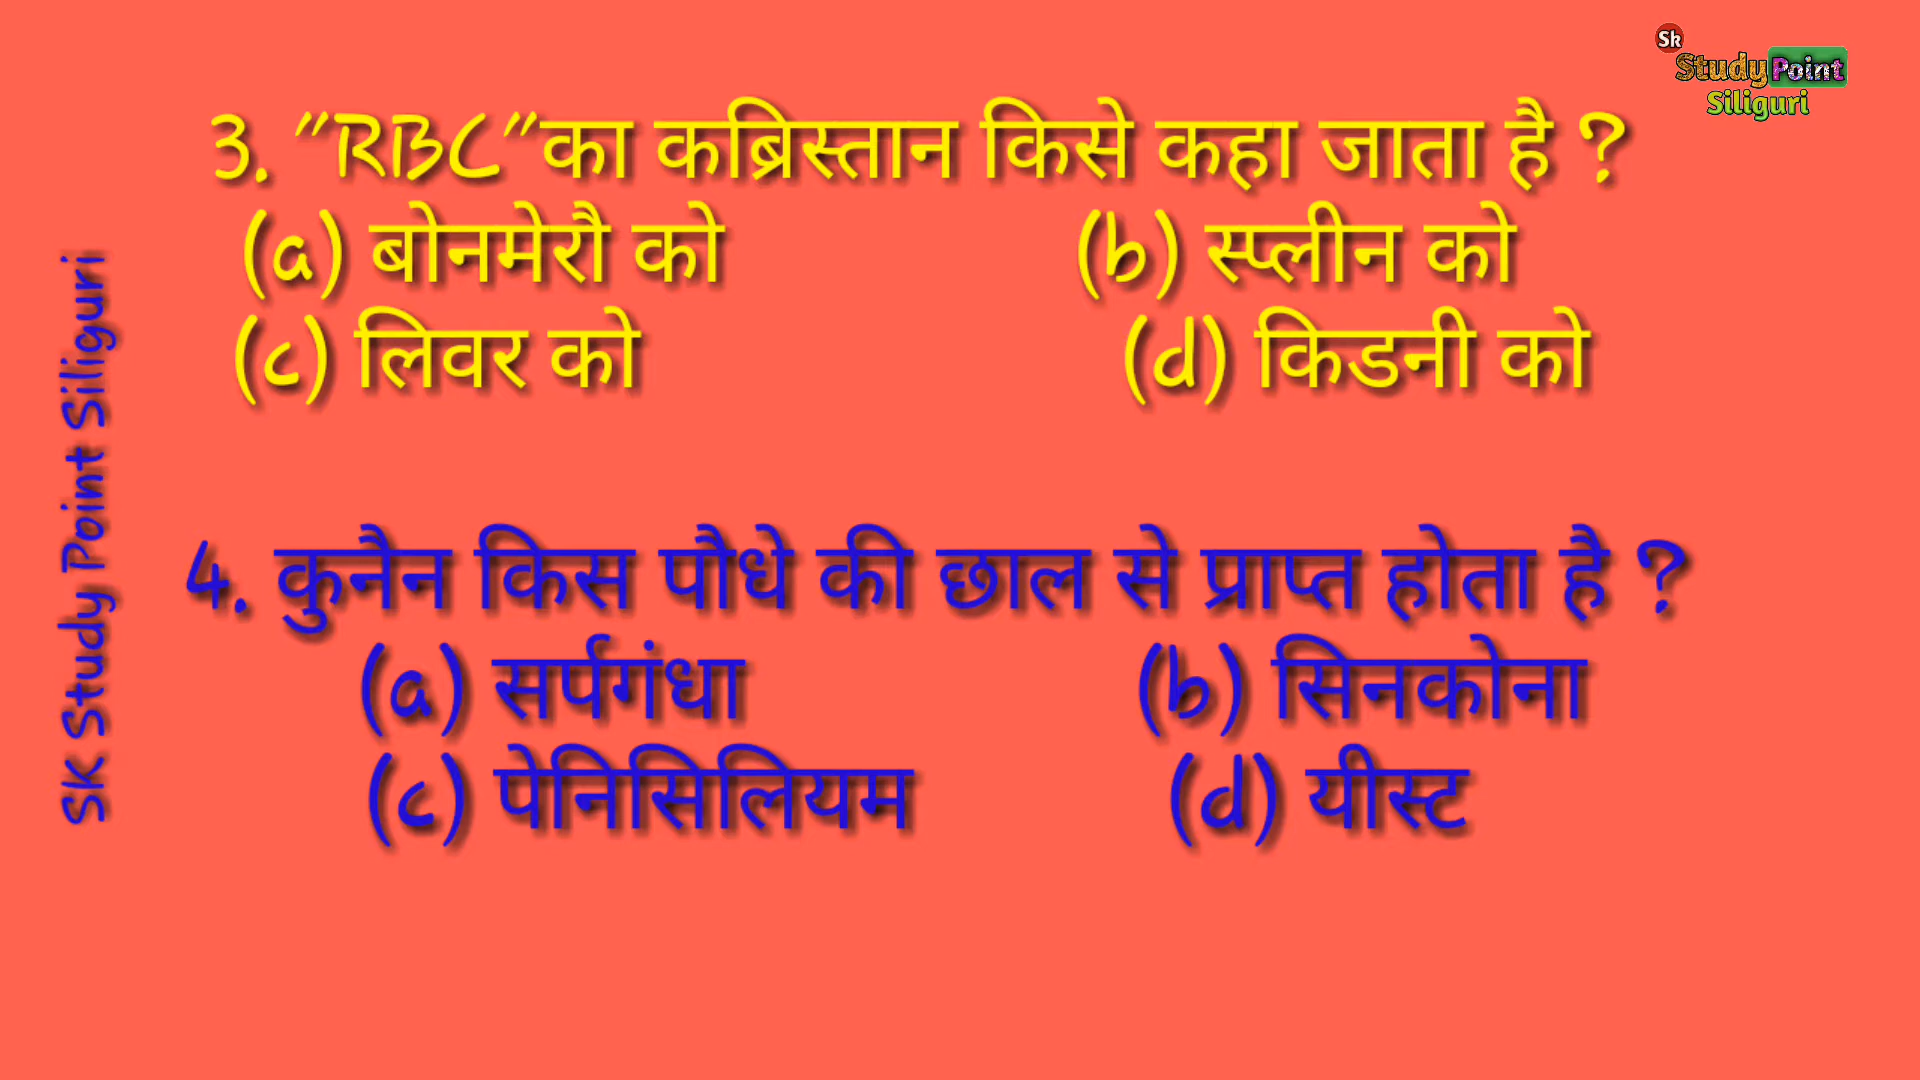 Sk
Study Point
Siliguri
3. "RBC"का कब्रिस्तान किसे कहा जाता है ?
(a) बोनमेरौ को (b) स्प्लीन को
(c) लिवर को (d) किडनी को
SK Study Point Siliguri
4. कुनैन किस पौधे की छाल से प्राप्त होता है ?
(a) सर्पगंधा (b) सिनकोना
(c) पेनिसिलियम (d) यीस्ट